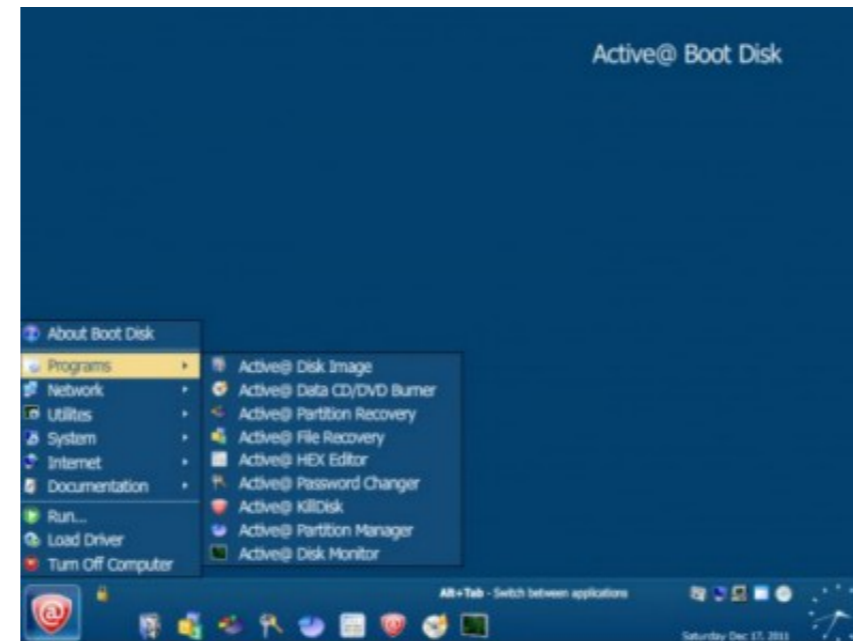 Active@ Boot Disk
About Boot Disk
Programs
Network
Utilites
System
Internet
Documentation
Run...
Load Driver
Turn Off Computer
Active@ Disk Image
Active@ Data CD/DVD Burner
Active@ Partition Recovery
Active@ File Recovery
Active@ HEX Editor
Active@ Password Changer
Active@ KillDisk
Active@ Partition Manager
Active@ Disk Monitor
Alt+Tab - Switch between applications
Saturday Dec 17, 2011